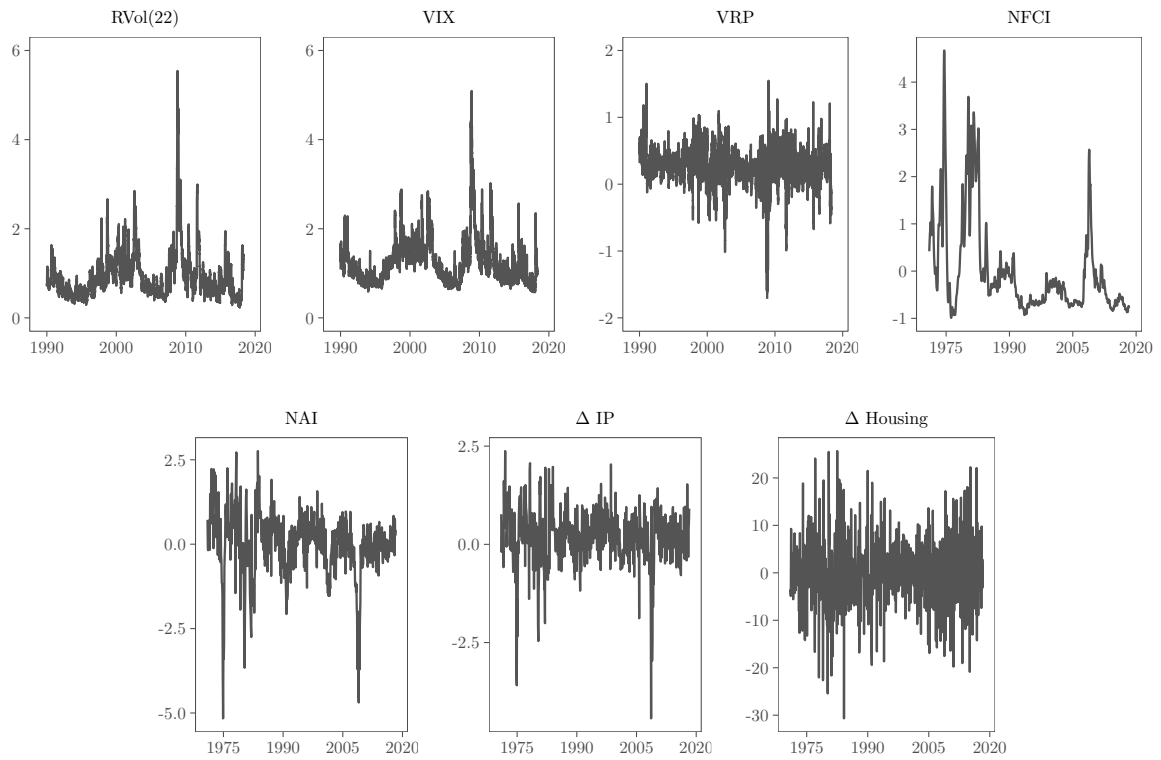 RVol(22) VIX VRP NFCI
6 6 2 4
4 4 1 3
2 2 0 2
0 0 -1 1
-2 0
-1
1990 2000 2010 2020 1990 2000 2010 2020 1990 2000 2010 2020 1975 1990 2005 2020
NAI Δ IP Δ Housing
2.5 2.5 20
0.0 0.0 10
-2.5 -2.5 0
-5.0 -10
-20
-30
1975 1990 2005 2020 1975 1990 2005 2020 1975 1990 2005 2020